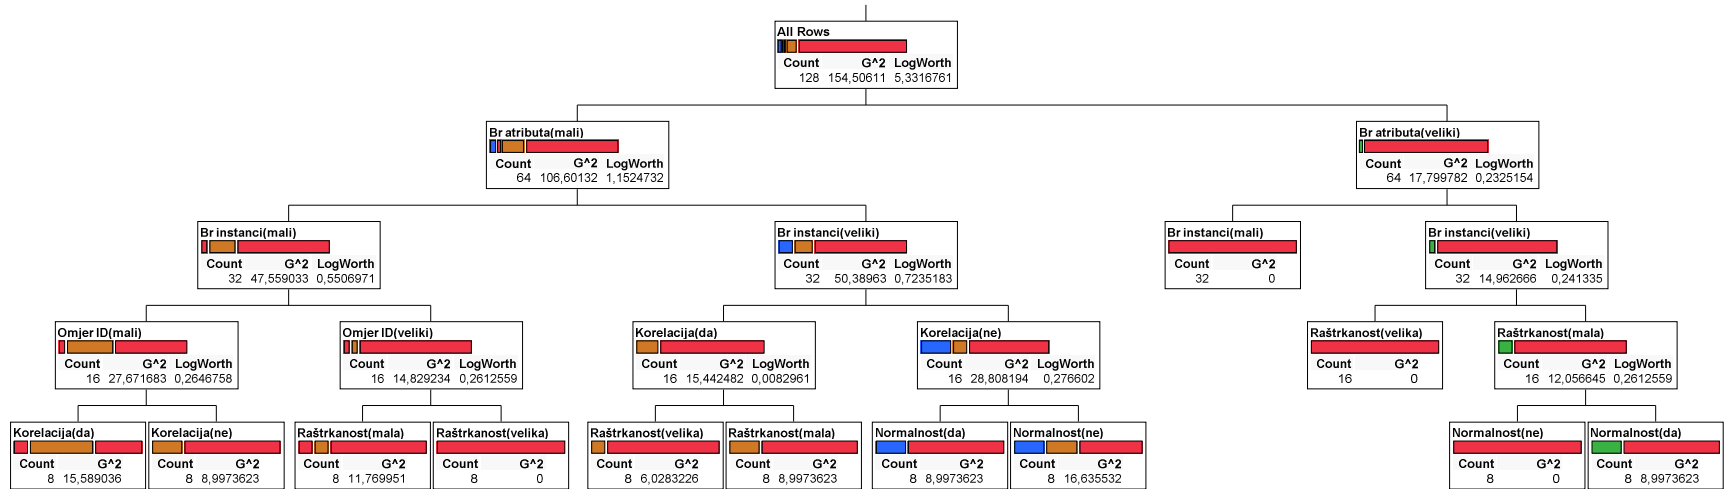 All Rows
Count G^2 LogWorth
128 154,50611 5,3316761
Br atributa(mali)
Count G^2 LogWorth
64 106,60132 1,1524732
Br atributa(veliki)
Count G^2 LogWorth
64 17,799782 0,2325154
Br instanci(mali)
Count G^2 LogWorth
32 47,559033 0,5506971
Br instanci(veliki)
Count G^2 LogWorth
32 50,38963 0,7235183
Br instanci(mali)
Count G^2
32 0
Br instanci(veliki)
Count G^2 LogWorth
32 14,962666 0,241335
Omjer ID(mali)
Count G^2 LogWorth
16 27,671683 0,2646758
Omjer ID(veliki)
Count G^2 LogWorth
16 14,829234 0,2612559
Korelacija(da)
Count G^2 LogWorth
16 15,442482 0,0082961
Korelacija(ne)
Count G^2 LogWorth
16 28,808194 0,276602
Raštrkanost(velika)
Count G^2
16 0
Raštrkanost(mala)
Count G^2 LogWorth
16 12,056645 0,2612559
Korelacija(da)
Count G^2
8 15,589036
Korelacija(ne)
Count G^2
8 8,9973623
Raštrkanost(mala)
Count G^2
8 11,769951
Raštrkanost(velika)
Count G^2
8 0
Raštrkanost(velika)
Count G^2
8 6,0283226
Raštrkanost(mala)
Count G^2
8 8,9973623
Normalnost(da)
Count G^2
8 8,9973623
Normalnost(ne)
Count G^2
8 16,635532
Normalnost(ne)
Count G^2
8 0
Normalnost(da)
Count G^2
8 8,9973623